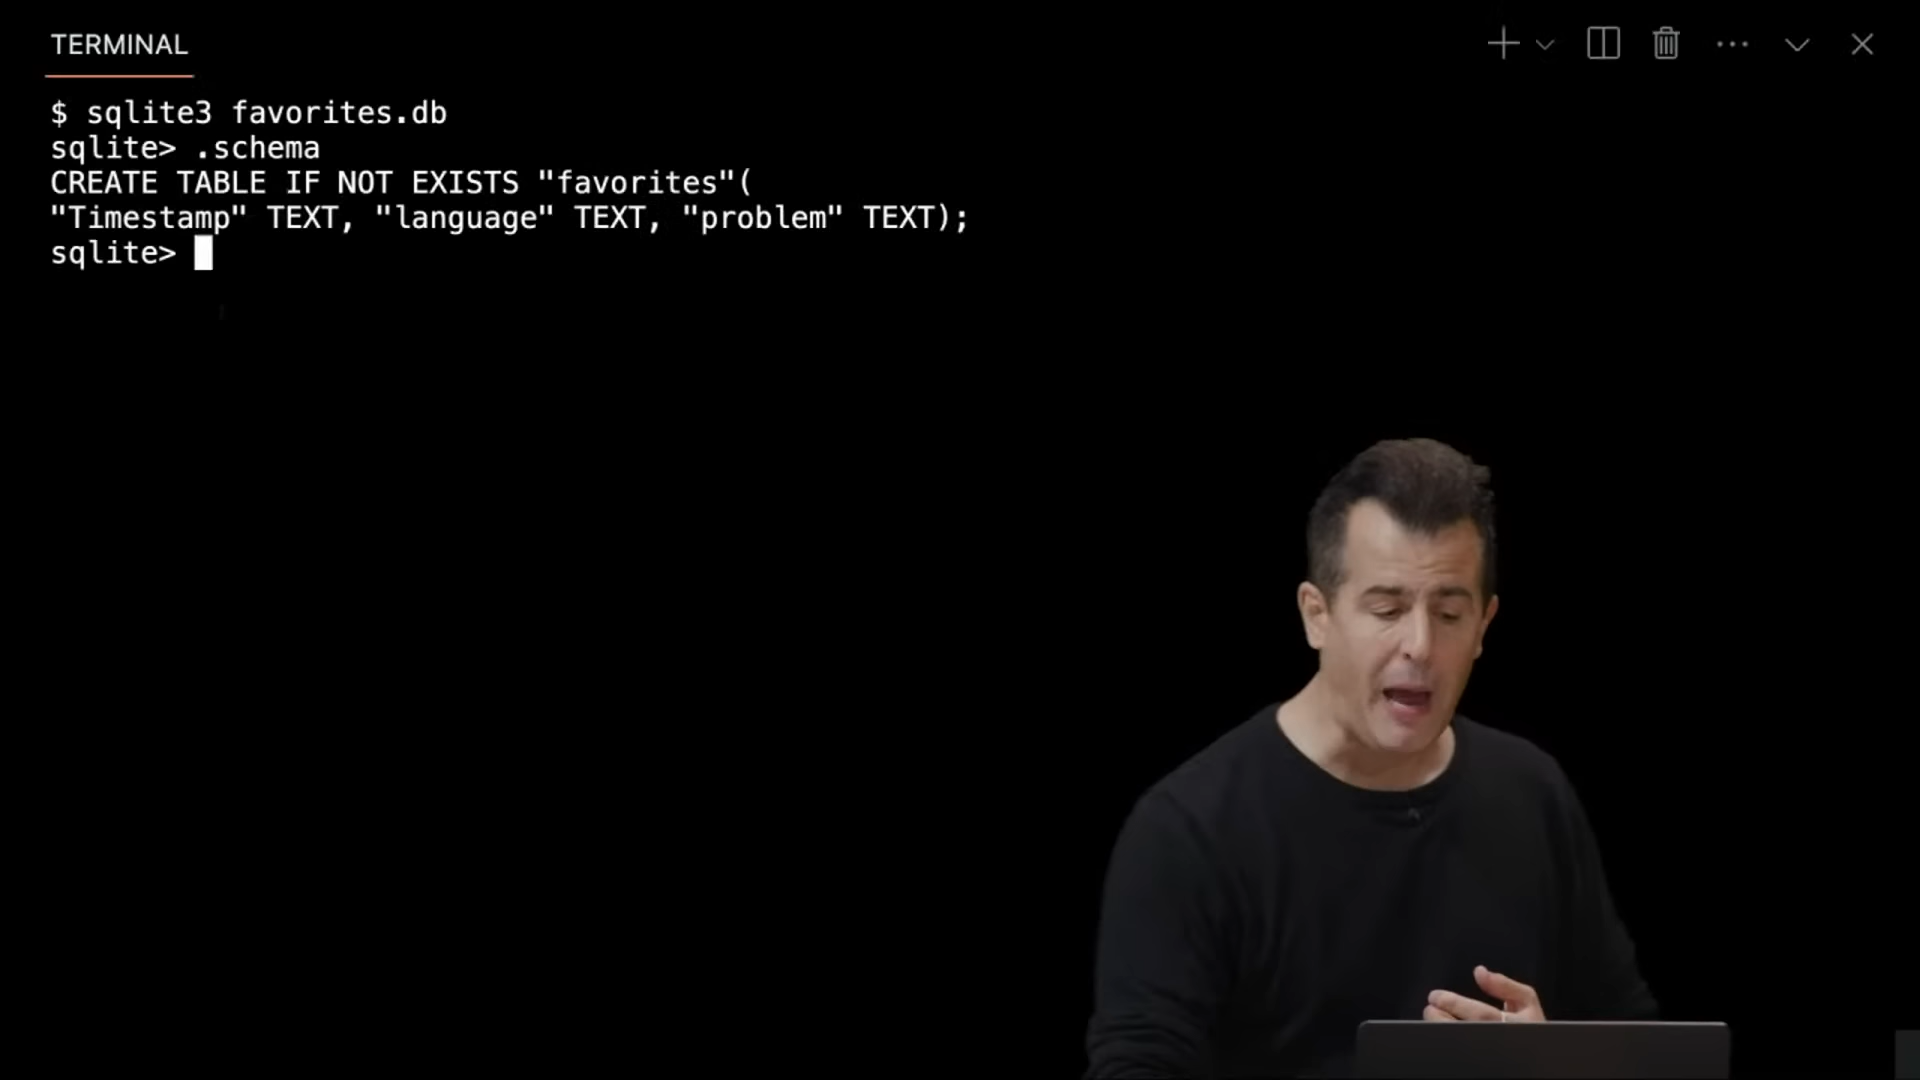 TERMINAL
$ sqlite3 favorites.db
sqlite> .schema
CREATE TABLE IF NOT EXISTS "favorites"(
"Timestamp" TEXT, "language" TEXT, "problem" TEXT);
sqlite>